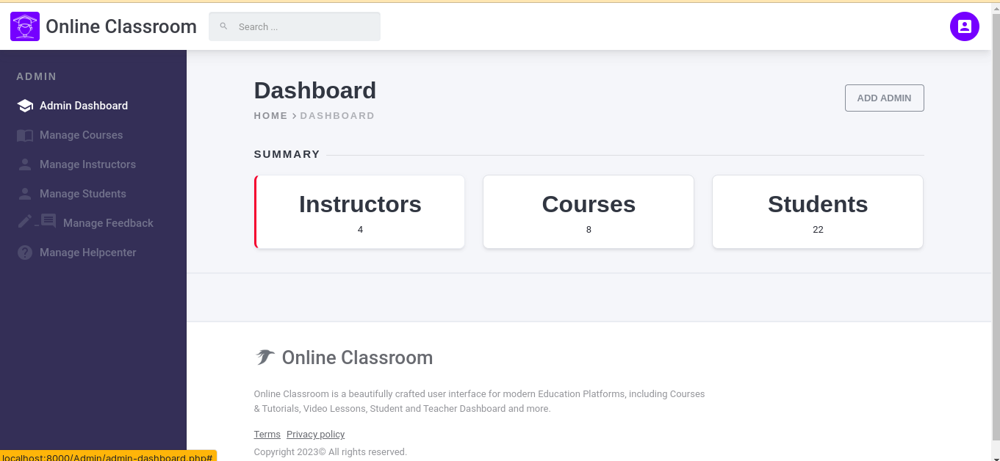 Online Classroom
Search ...
ADMIN
Admin Dashboard
Manage Courses
Manage Instructors
Manage Students
Manage Feedback
Manage Helpcenter
Dashboard
HOME > DASHBOARD
ADD ADMIN
SUMMARY
Instructors
4
Courses
8
Students
22
Online Classroom
Online Classroom is a beautifully crafted user interface for modern Education Platforms, including Courses
& Tutorials, Video Lessons, Student and Teacher Dashboard and more.
Terms Privacy policy
Copyright 2023© All rights reserved.
localhost:8000/Admin/admin-dashboard.php#